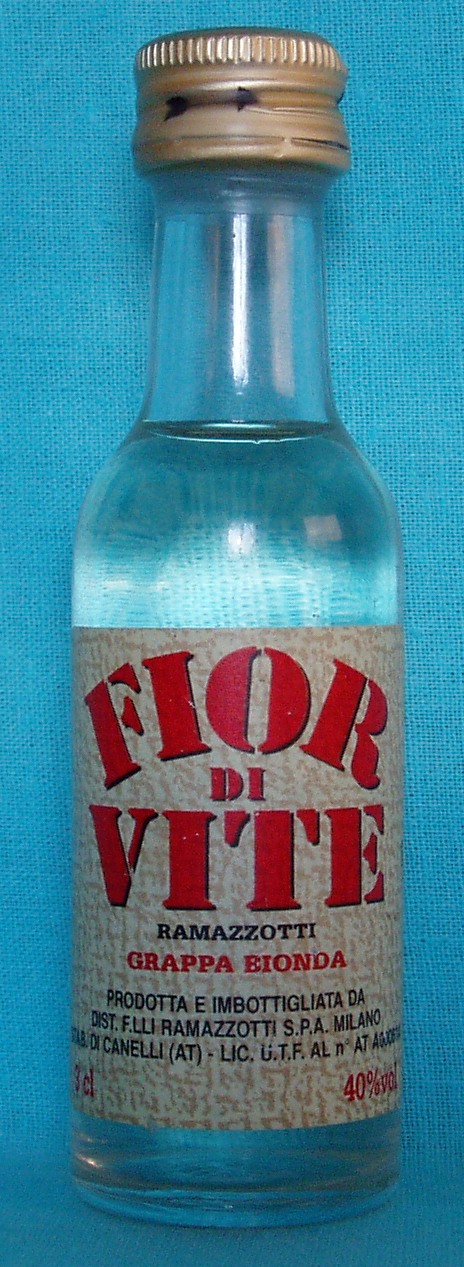 FIOR
DI
VITE
RAMAZZOTTI
GRAPPA BIONDA
PRODOTTA E IMBOTTIGLIATA DA
DIST. F.LLI RAMAZZOTTI S.P.A. MILANO
DI CANELLI (AT) - LIC. U.T.F. AL n° AT
3 cl
40%vol